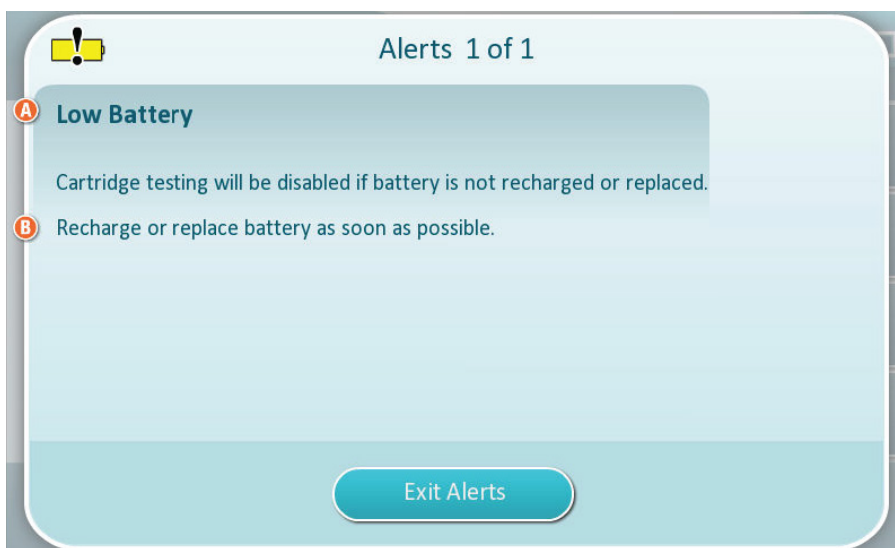 Alerts 1 of 1
A
Low Battery
Cartridge testing will be disabled if battery is not recharged or replaced.
B
Recharge or replace battery as soon as possible.
Exit Alerts